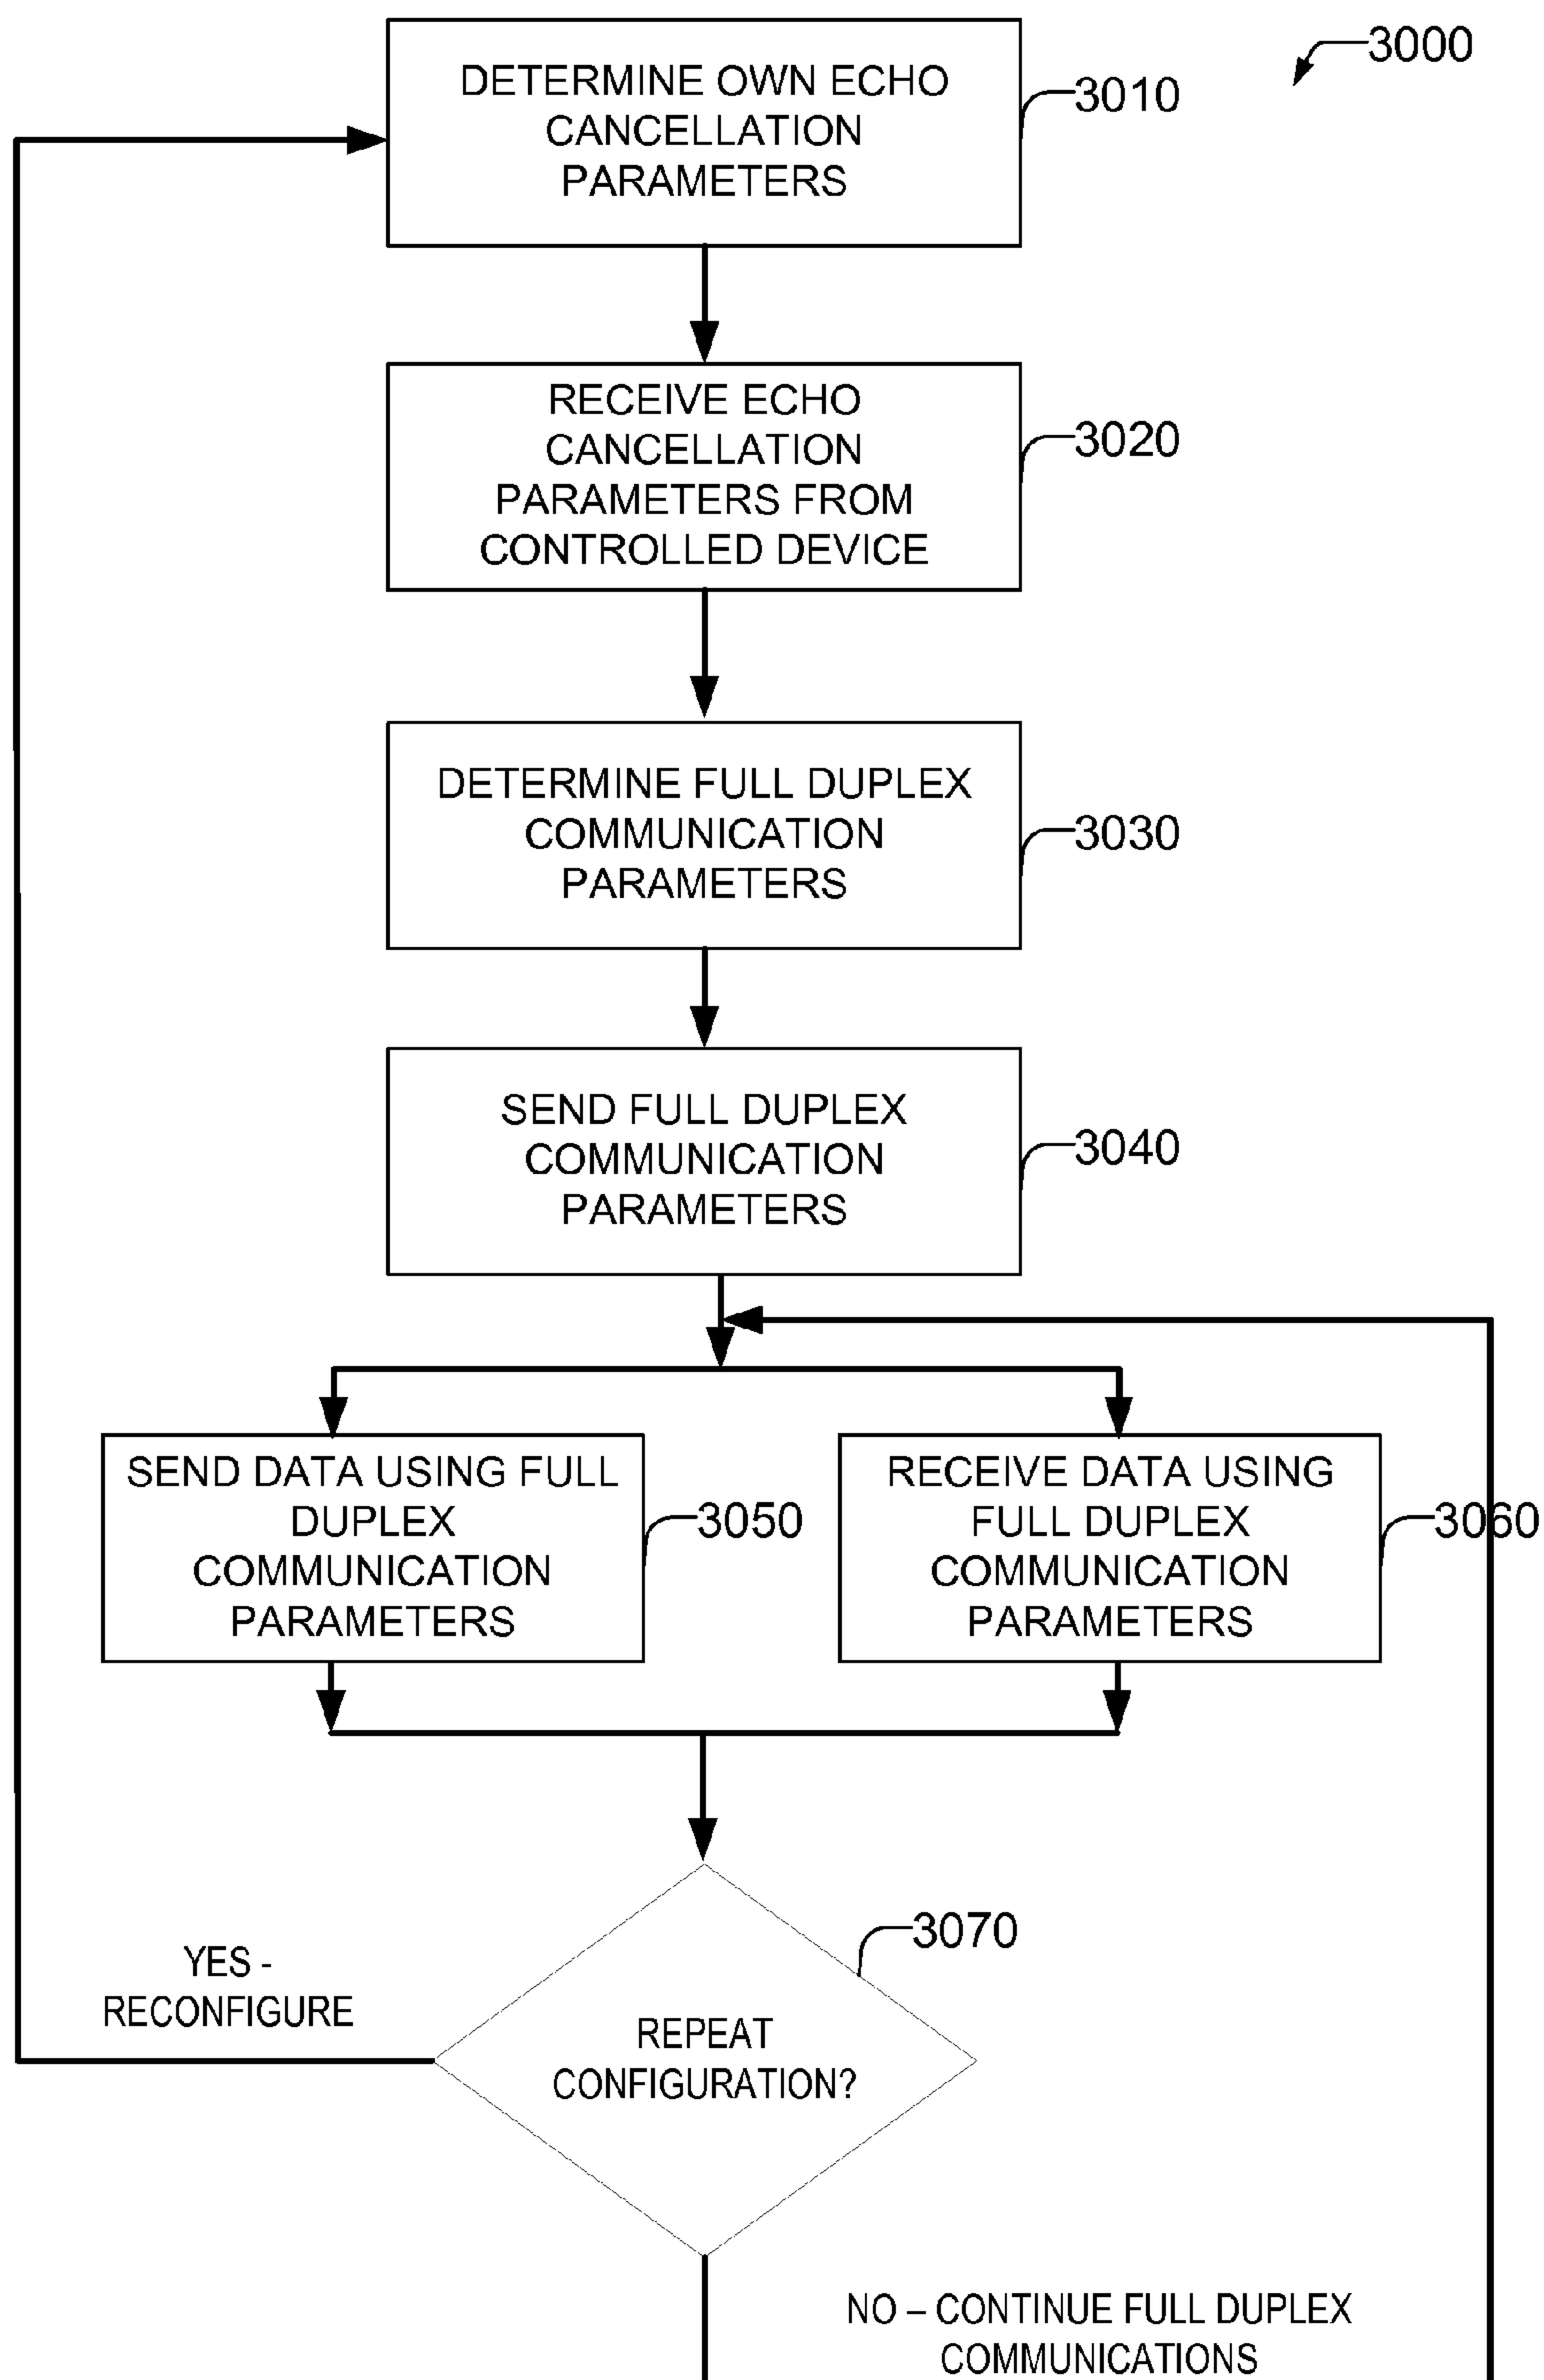 3000
DETERMINE OWN ECHO
CANCELLATION
PARAMETERS
3010
RECEIVE ECHO
CANCELLATION
PARAMETERS FROM
CONTROLLED DEVICE
3020
DETERMINE FULL DUPLEX
COMMUNICATION
PARAMETERS
3030
SEND FULL DUPLEX
COMMUNICATION
PARAMETERS
3040
SEND DATA USING FULL
DUPLEX
COMMUNICATION
PARAMETERS
3050
RECEIVE DATA USING
FULL DUPLEX
COMMUNICATION
PARAMETERS
3060
3070
YES -
RECONFIGURE
REPEAT
CONFIGURATION?
NO – CONTINUE FULL DUPLEX
COMMUNICATIONS